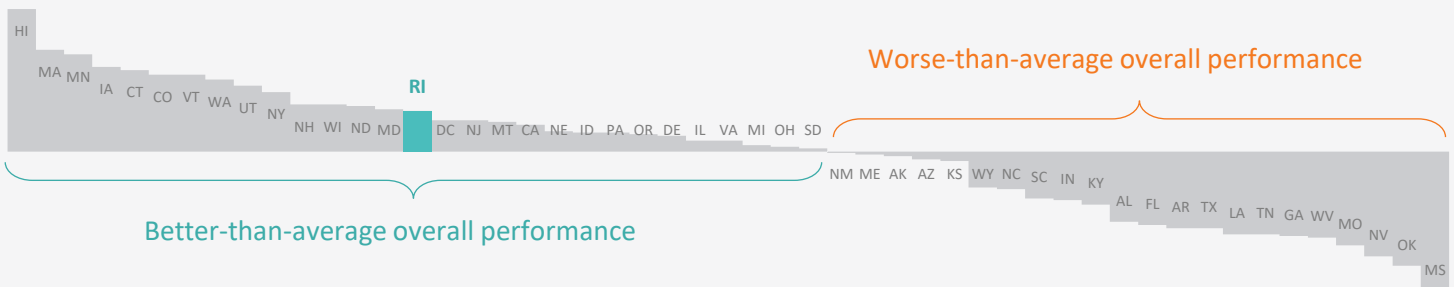 HI
MA
MN
IA
CT
CO
VT
WA
UT
NY
NH
WI
ND
MD
RI
DC
NJ
MT
CA
NE
ID
PA
OR
DE
IL
VA
MI
OH
SD
Worse-than-average overall performance
NM
ME
AK
AZ
KS
WY
NC
SC
IN
KY
AL
FL
AR
TX
LA
TN
GA
WV
MO
NV
OK
MS
Better-than-average overall performance